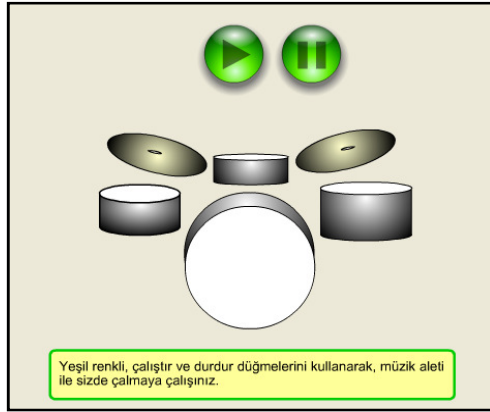 Yeşil renkli, çalıştır ve durdur düğmelerini kullanarak, müzik aleti
ile sizde çalmaya çalışınız.